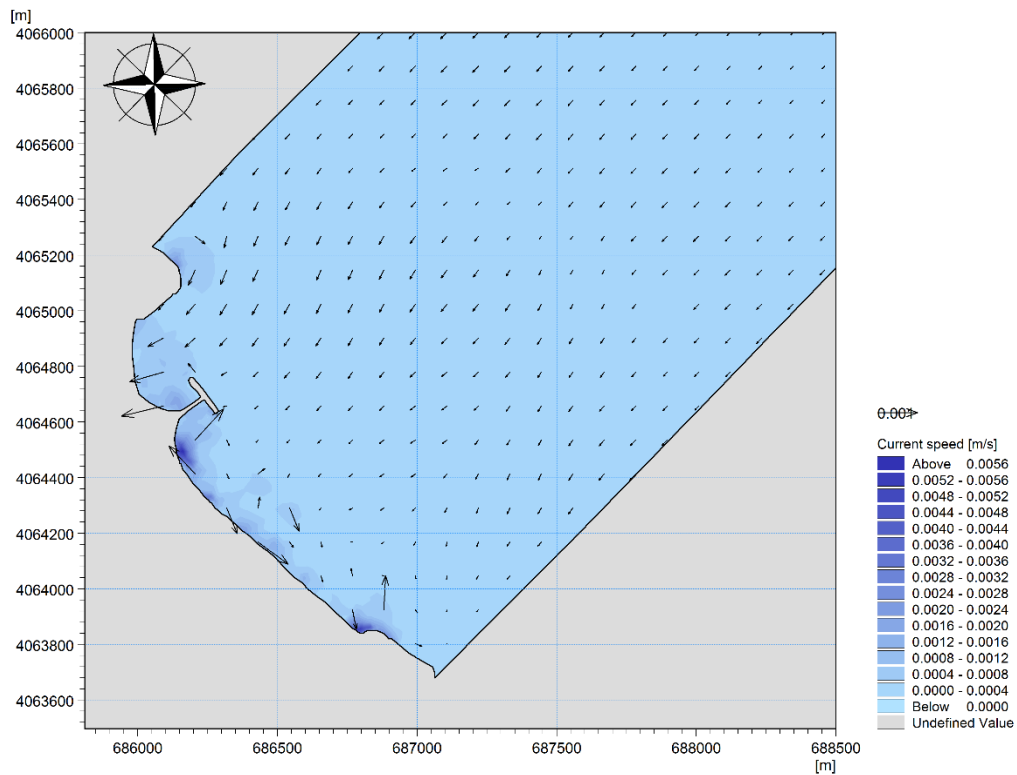 [m]
4066000
4065800
4065600
4065400
4065200
4065000
4064800
4064600
4064400
4064200
4064000
4063800
4063600
686000 686500 687000 687500 688000 688500
[m]
Current speed [m/s]
Above 0.0056
0.0052 - 0.0056
0.0048 - 0.0052
0.0044 - 0.0048
0.0040 - 0.0044
0.0036 - 0.0040
0.0032 - 0.0036
0.0028 - 0.0032
0.0024 - 0.0028
0.0020 - 0.0024
0.0016 - 0.0020
0.0012 - 0.0016
0.0008 - 0.0012
0.0004 - 0.0008
0.0000 - 0.0004
Below 0.0000
Undefined Value